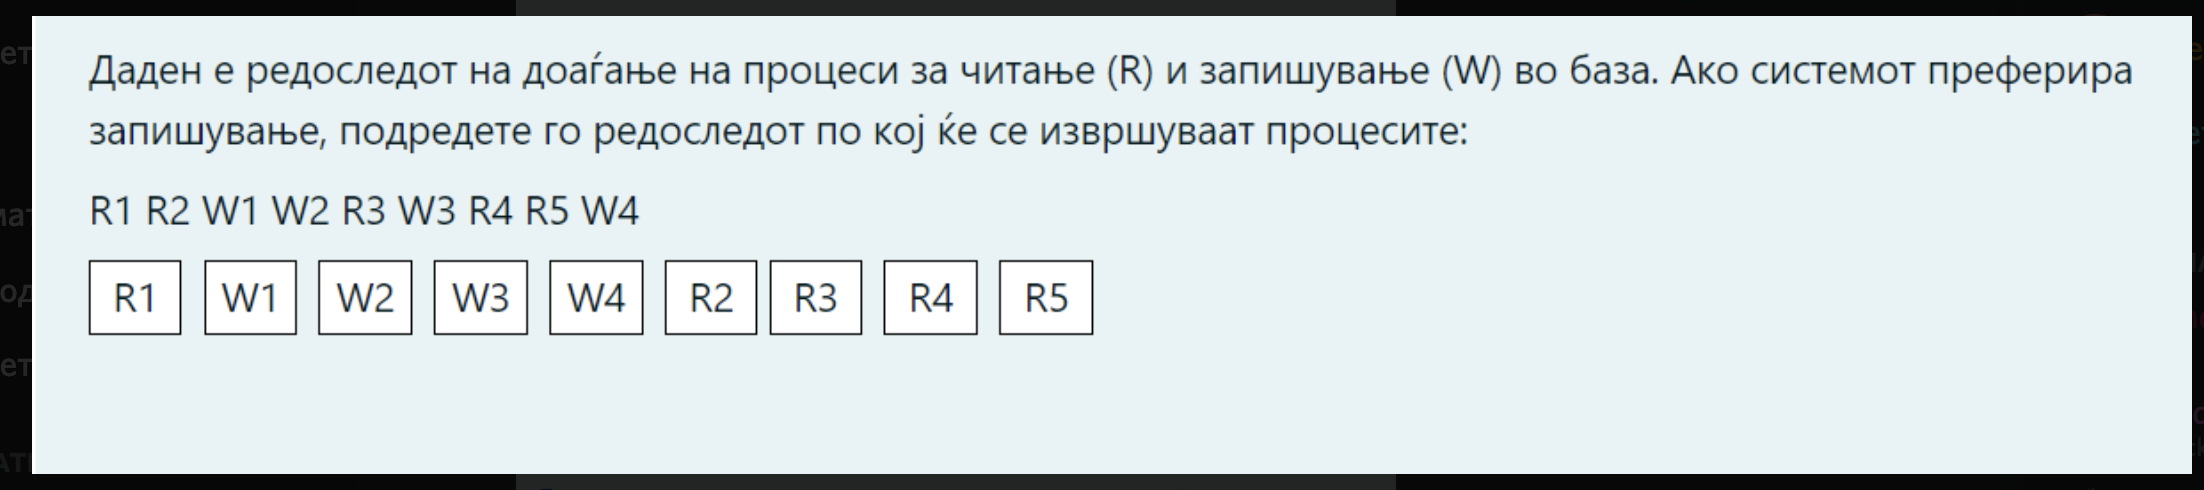 Даден е редоследот на доаѓање на процеси за читање (R) и запишување (W) во база. Ако системот преферира
запишување, подредете го редоследот по кој ќе се извршуваат процесите:
R1 R2 W1 W2 R3 W3 R4 R5 W4
R1 W1 W2 W3 W4 R2 R3 R4 R5